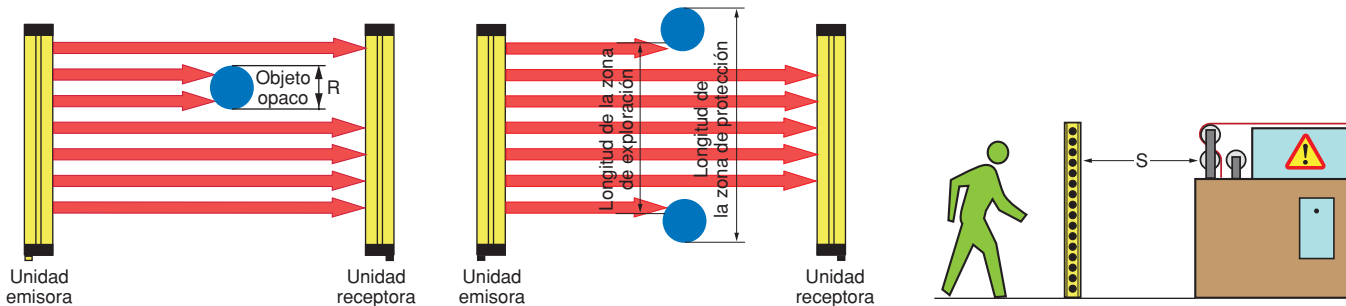 Objeto
opaco
R
Unidad
emisora
Unidad
receptora
Longitud de la zona
de exploración
Longitud de
la zona de protección
Unidad
emisora
Unidad
receptora
S
!